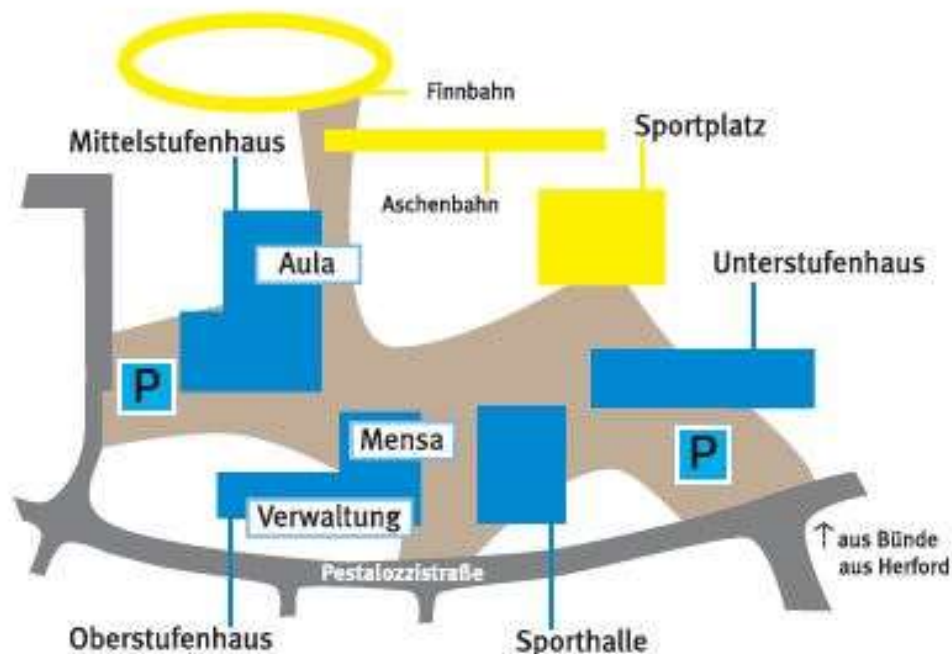 Finnbahn
Mittelstufenhaus
Sportplatz
Aschenbahn
Aula
Unterstufenhaus
P
Mensa
P
Verwaltung
↑ aus Bünde
aus Herford
Pestalozzistraße
Oberstufenhaus
Sporthalle